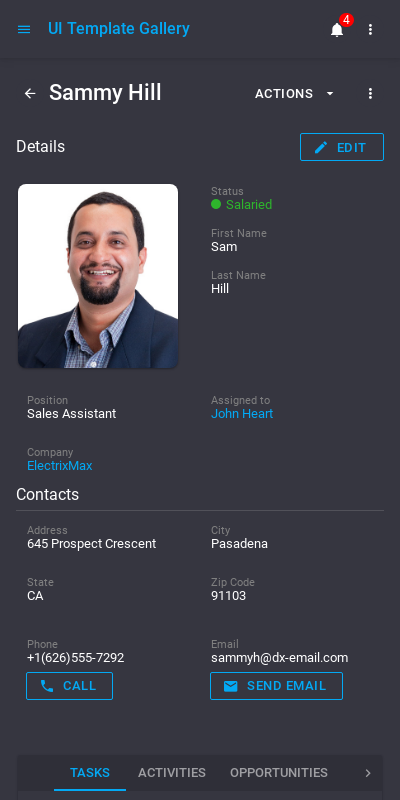 UI Template Gallery
4
Sammy Hill
ACTIONS
Details
EDIT
Status
Salaried
First Name
Sam
Last Name
Hill
Position
Sales Assistant
Assigned to
John Heart
Company
ElectrixMax
Contacts
Address
645 Prospect Crescent
City
Pasadena
State
CA
Zip Code
91103
Phone
+1(626)555-7292
Email
sammyh@dx-email.com
CALL
SEND EMAIL
TASKS ACTIVITIES OPPORTUNITIES